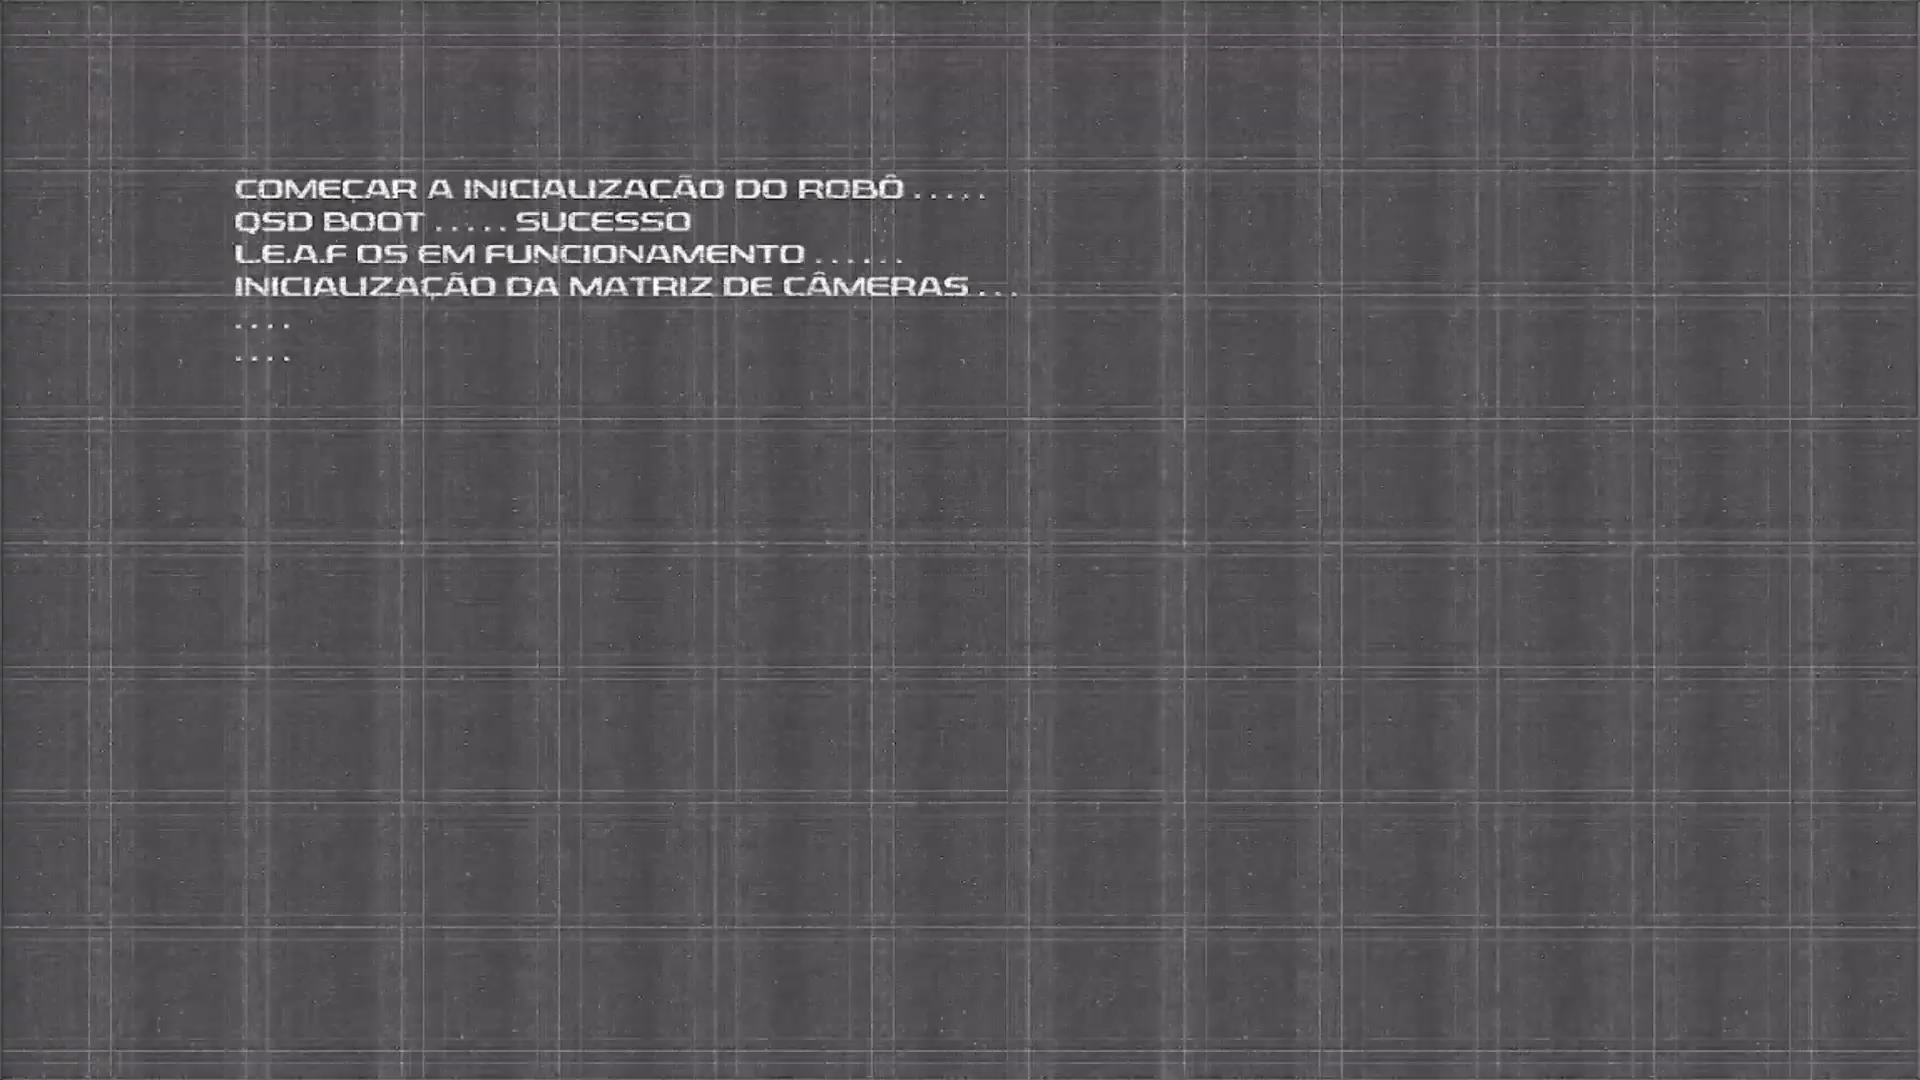 COMEÇAR A INICIALIZAÇÃO DO ROBÔ . . . . .
QSD BOOT . . . . . SUCESSO
L.E.A.F OS EM FUNCIONAMENTO . . . . . .
INICIALIZAÇÃO DA MATRIZ DE CÂMERAS . . .
. . . .
. . . .